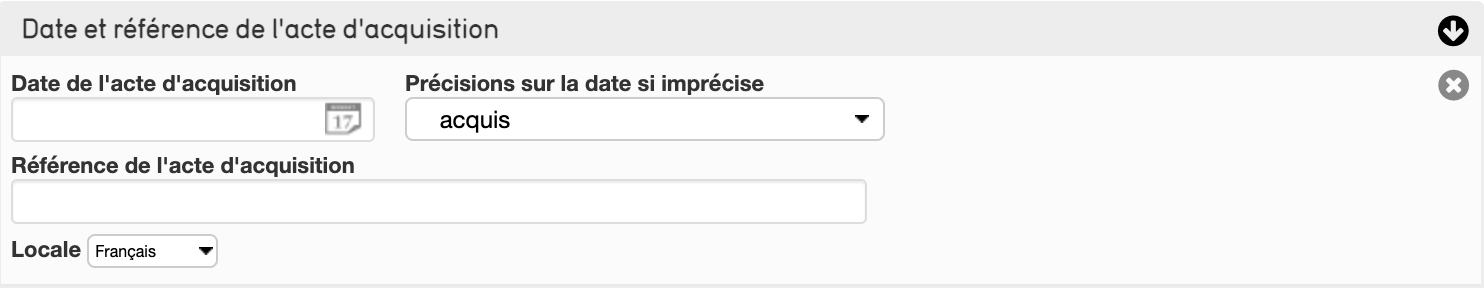 Date et référence de l'acte d'acquisition
Date de l'acte d'acquisition Précisions sur la date si imprécise
17 acquis
Référence de l'acte d'acquisition
Locale Français